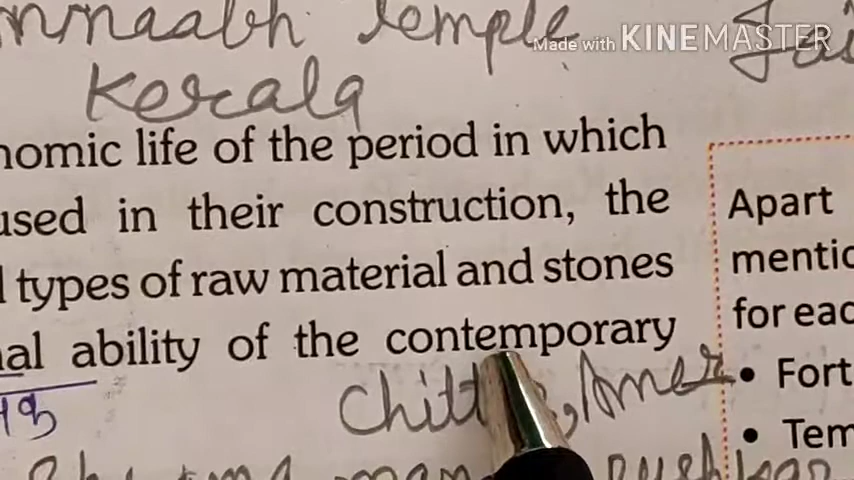 Temple
Made with KINEMASTER
Kerala
nomic life of the period in which
used in their construction, the
l types of raw material and stones
al ability of the contemporary
Chitt , Amer
Apart
mentio
for eac
• Fort
• Tem